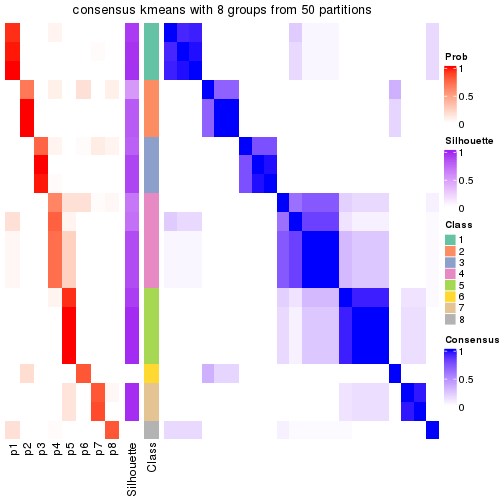 consensus kmeans with 8 groups from 50 partitions
Prob
1
0.5
0
Silhouette
1
0.5
0
Class
1
2
3
4
5
6
7
8
Consensus
1
0.5
0
p1
p2
p3
p4
p5
p6
p7
p8
Silhouette
Class